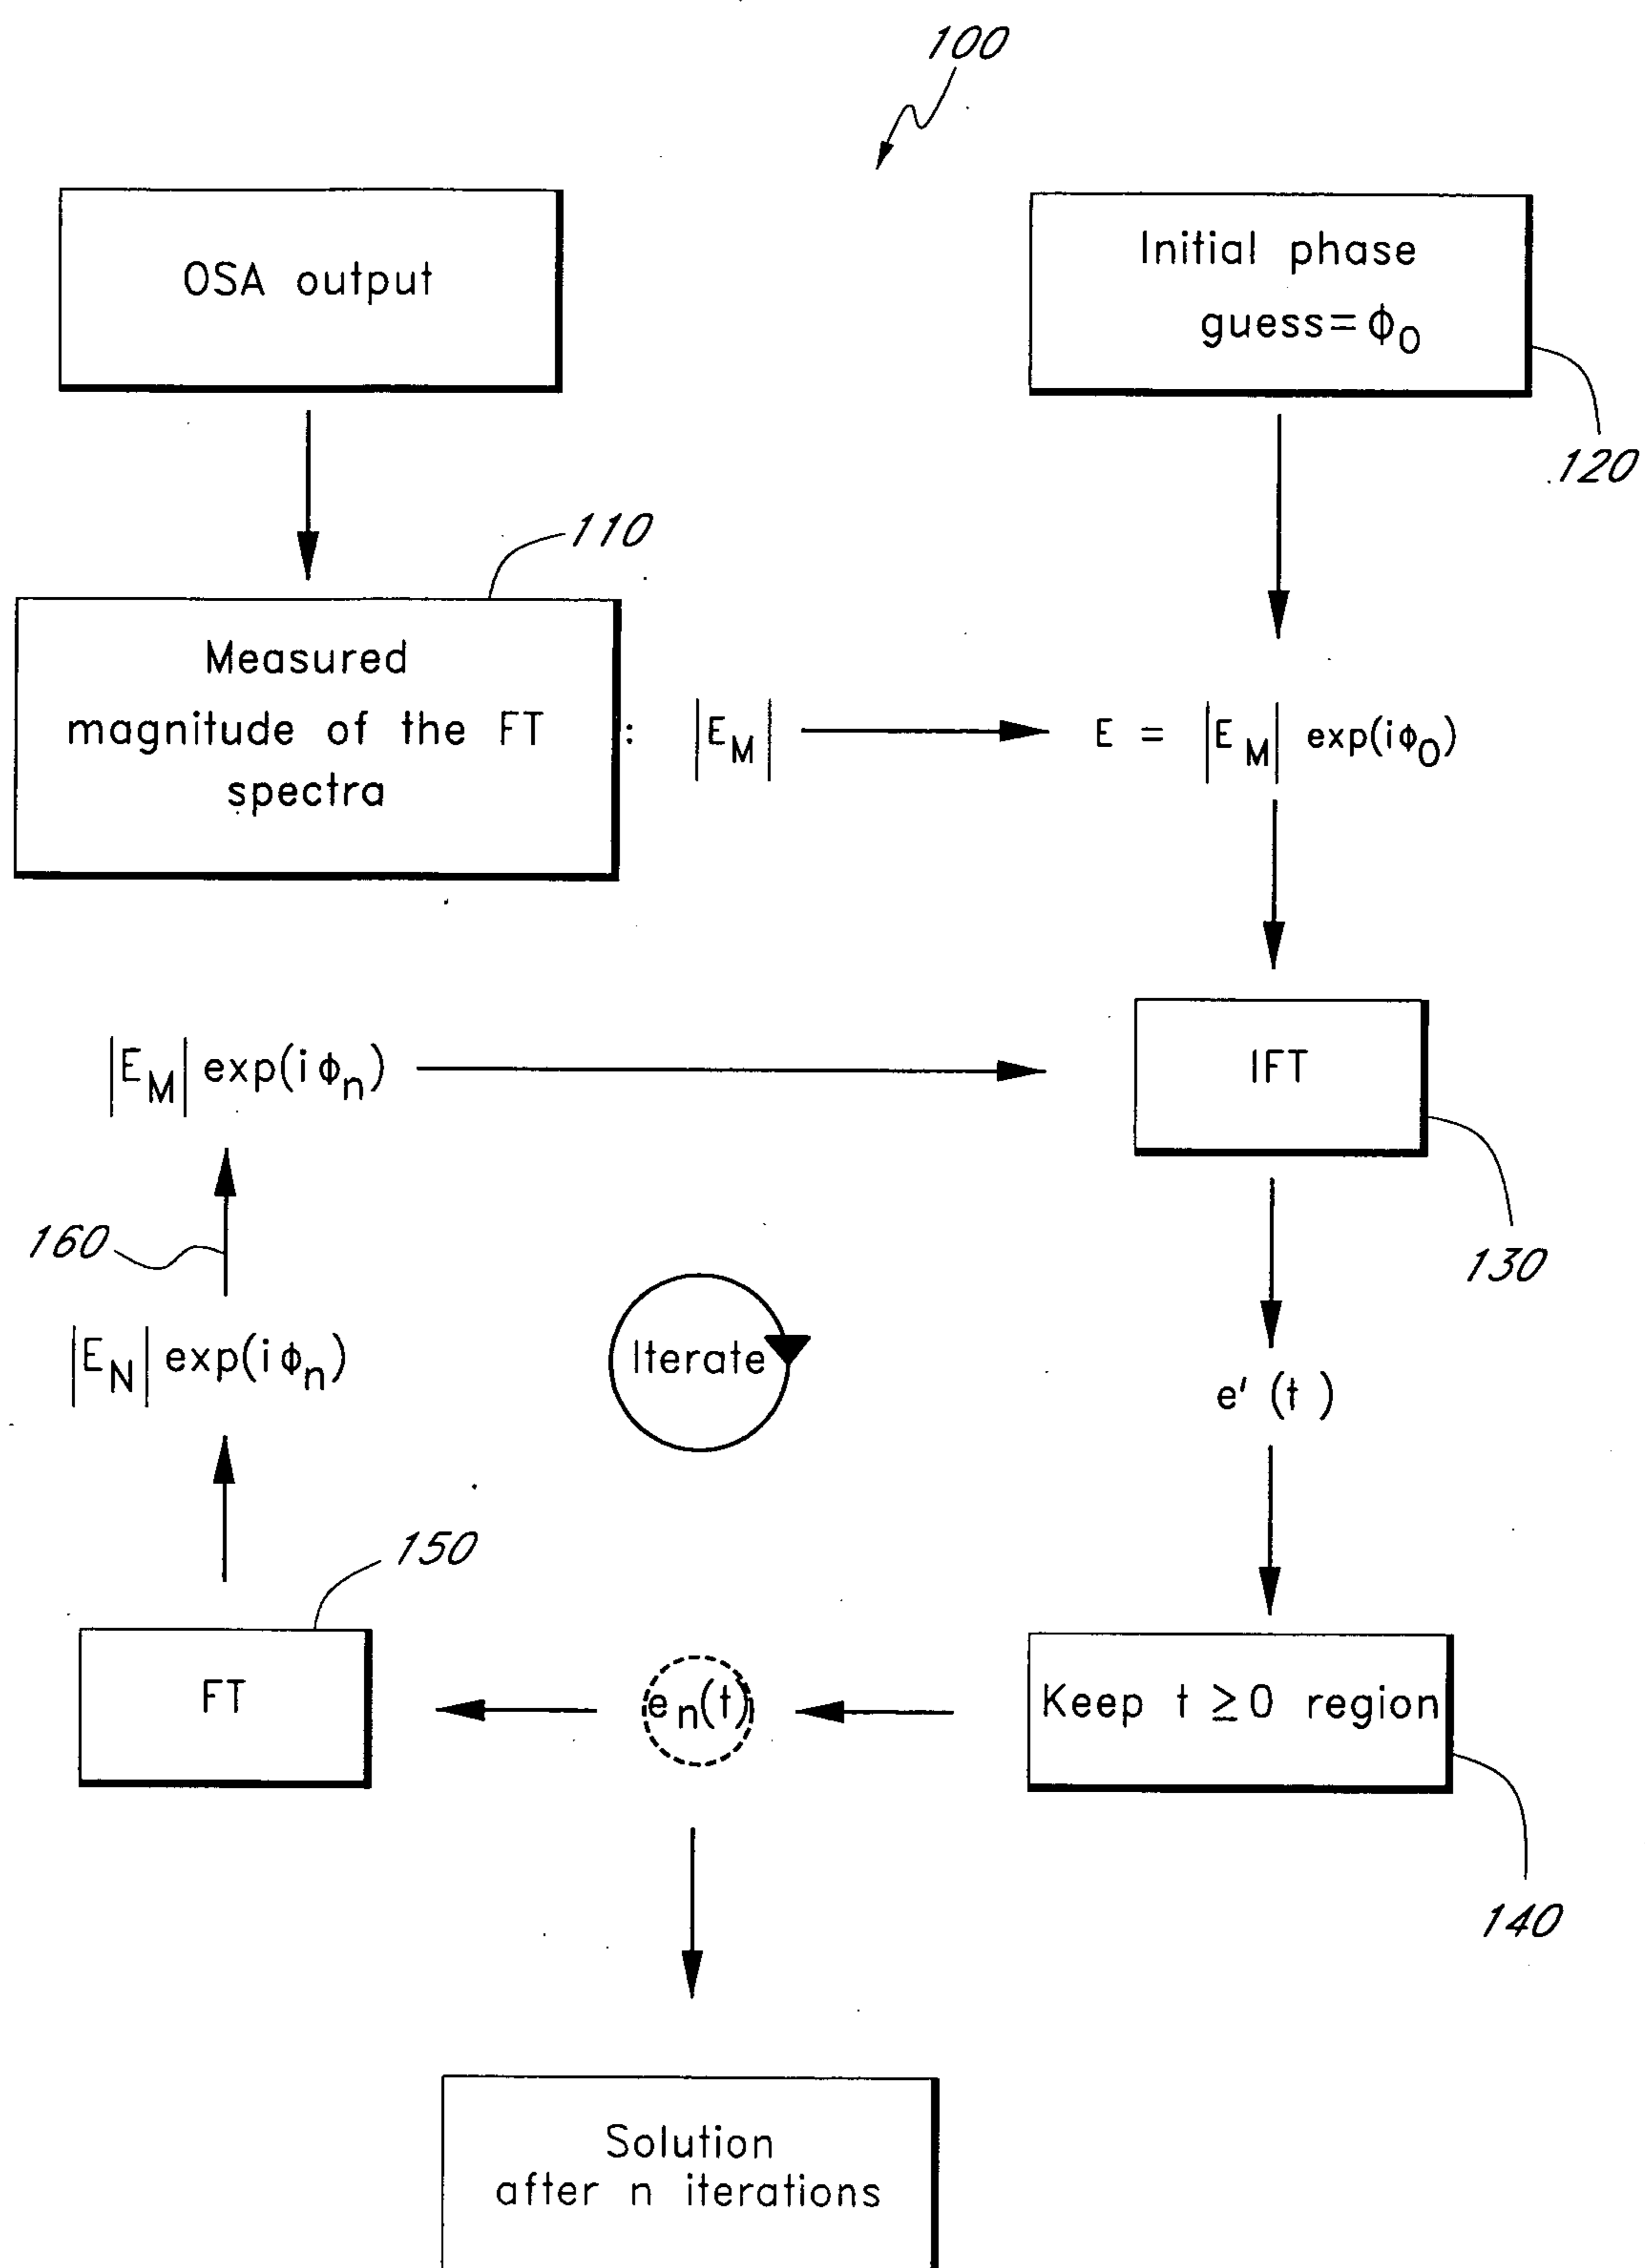 100
OSA output
Initial phase
guess=ϕ0
120
110
Measured
magnitude of the FT
spectra
: |EM|
E = |EM| exp(iϕ0)
|EM| exp(iϕn)
IFT
130
160
|EN| exp(iϕn)
Iterate
e' (t)
150
FT
en(t)
Keep t ≥0 region
140
Solution
after n iterations